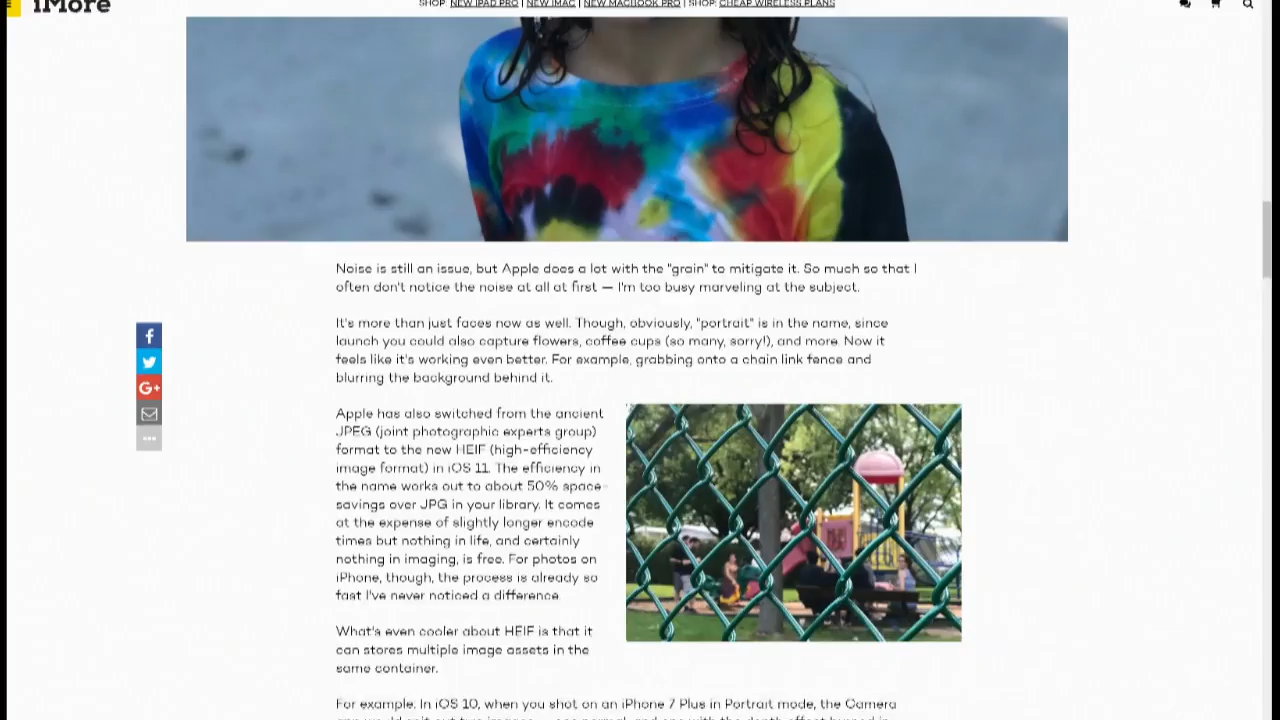 iMore
SHOP: NEW IPAD PRO | NEW IMAC | NEW MACBOOK PRO | SHOP: CHEAP WIRELESS PLANS
Noise is still an issue, but Apple does a lot with the "grain" to mitigate it. So much so that I
often don't notice the noise at all at first — I'm too busy marveling at the subject.
It's more than just faces now as well. Though, obviously, "portrait" is in the name, since
launch you could also capture flowers, coffee cups (so many, sorry!), and more. Now it
feels like it's working even better. For example, grabbing onto a chain link fence and
blurring the background behind it.
Apple has also switched from the ancient
JPEG (joint photographic experts group)
format to the new HEIF (high-efficiency
image format) in iOS 11. The efficiency in
the name works out to about 50% space-
savings over JPG in your library. It comes
at the expense of slightly longer encode
times but nothing in life, and certainly
nothing in imaging, is free. For photos on
iPhone, though, the process is already so
fast I've never noticed a difference.
What's even cooler about HEIF is that it
can stores multiple image assets in the
same container.
For example: In iOS 10, when you shot on an iPhone 7 Plus in Portrait mode, the Camera